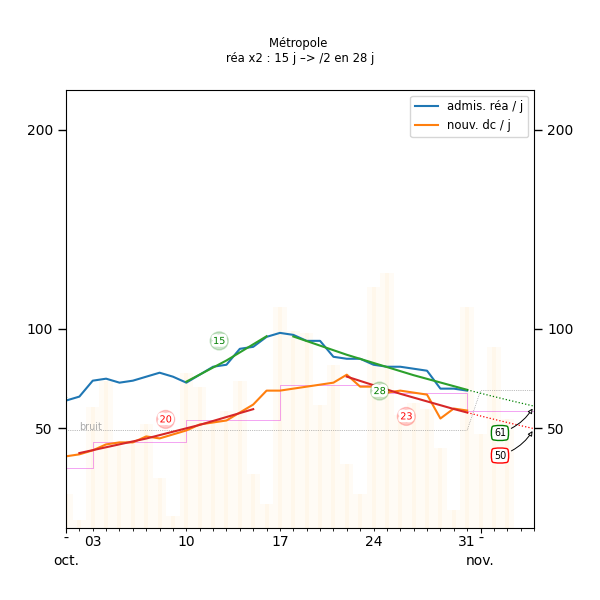 Métropole
réa x2 : 15 j –> /2 en 28 j
admis. réa / j
nouv. dc / j
200
200
100
100
50
50
bruit
15
20
28
23
61
50
03
10
17
24
31
oct.
nov.